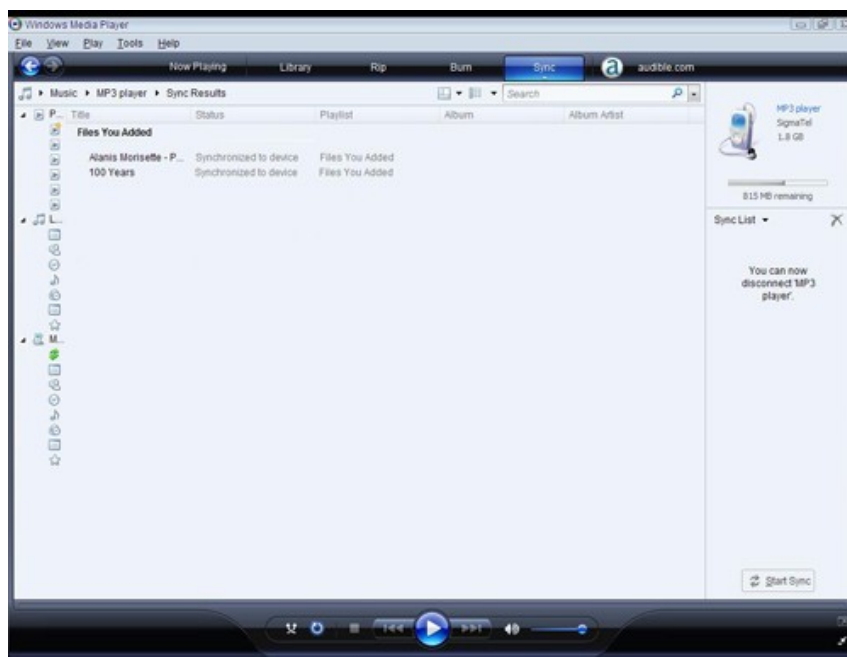 Windows Media Player
File View Play Tools Help
Now Playing Library Rip Burn Sync a audible.com
Music MP3 player Sync Results
Search
P... Title Status Playlist Album Album Artist
Files You Added
Alanis Morisette - P... Synchronized to device Files You Added
100 Years Synchronized to device Files You Added
L...
M...
MP3 player
SigmaTel
1.8 GB
815 MB remaining
Sync List
You can now
disconnect 'MP3
player'.
Start Sync